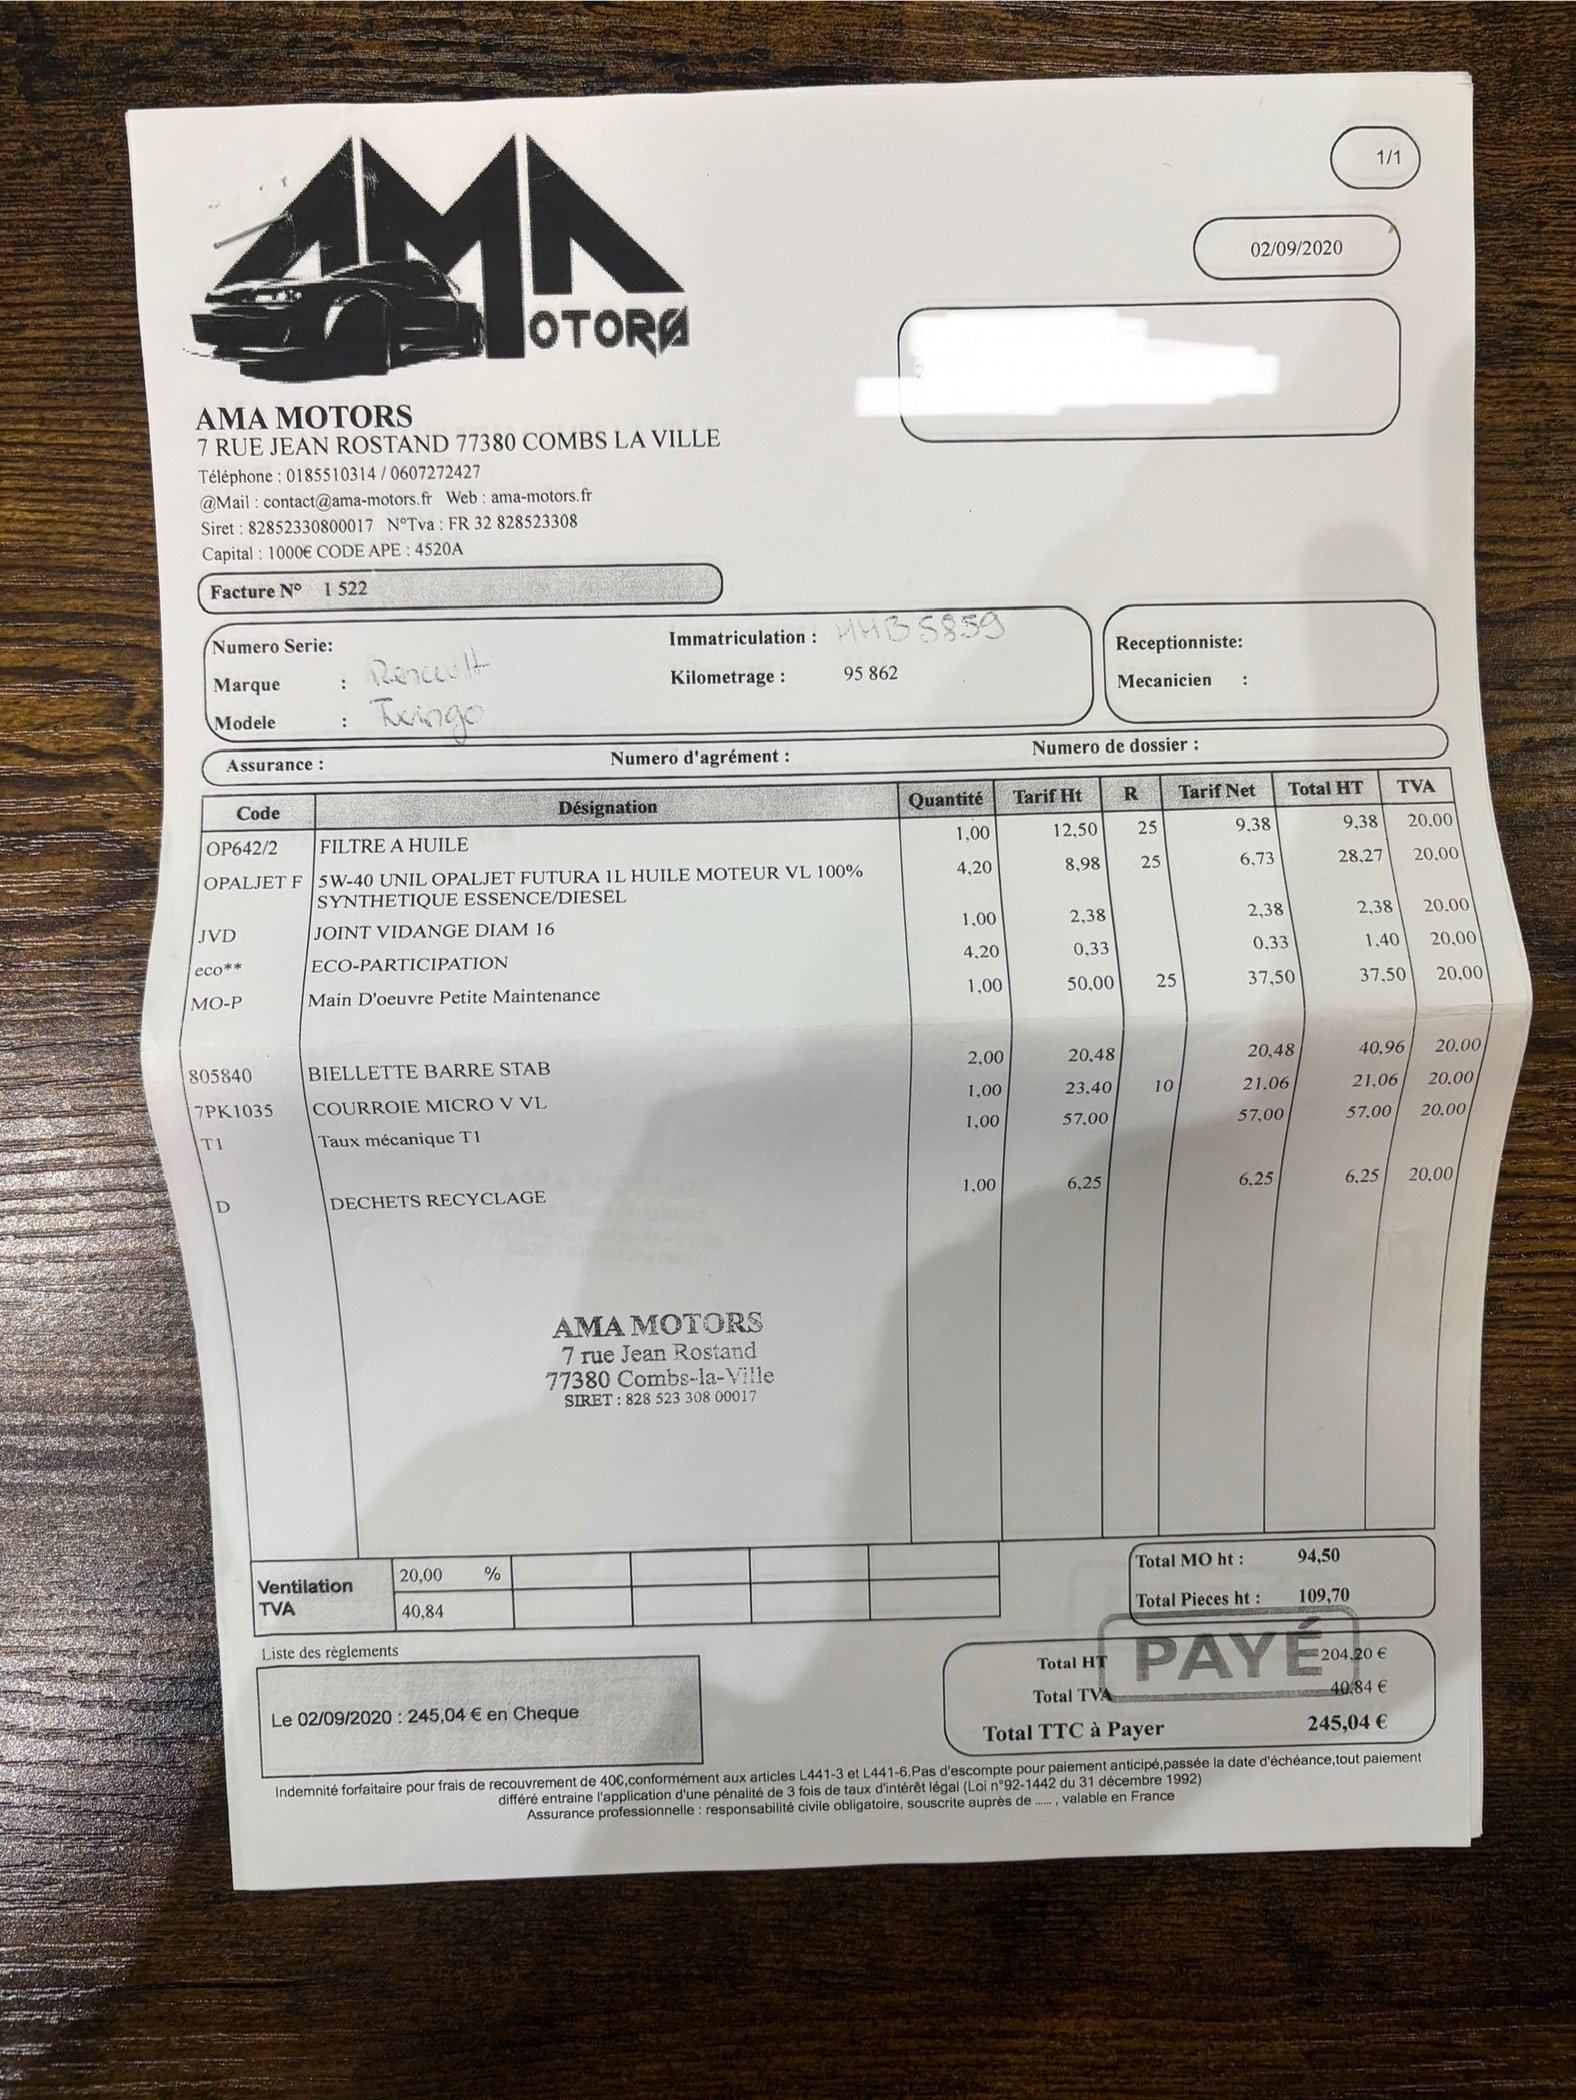 AMA
MOTORS
1/1
02/09/2020
AMA MOTORS
7 RUE JEAN ROSTAND 77380 COMBS LA VILLE
Téléphone : 0185510314 / 0607272427
@Mail : contact@ama-motors.fr Web : ama-motors.fr
Siret : 82852330800017 N°Tva : FR 32 828523308
Capital : 1000€ CODE APE : 4520A
Facture N° 1 522
Numero Serie:
Marque : Renault
Modele : Twingo
Immatriculation :
Kilometrage : 95 862
Receptionniste:
Mecanicien :
Assurance : Numero d'agrément : Numero de dossier :
Code Désignation Quantité Tarif Ht R Tarif Net Total HT TVA
OP642/2 FILTRE A HUILE 1,00 12,50 25 9,38 9,38 20,00
OPALJET F 5W-40 UNIL OPALJET FUTURA 1L HUILE MOTEUR VL 100% 4,20 8,98 25 6,73 28,27 20,00
SYNTHETIQUE ESSENCE/DIESEL
JVD JOINT VIDANGE DIAM 16 1,00 2,38 2,38 2,38 20,00
eco** ECO-PARTICIPATION 4,20 0,33 0,33 1,40 20,00
MO-P Main D'oeuvre Petite Maintenance 1,00 50,00 25 37,50 37,50 20,00
805840 BIELLETTE BARRE STAB 2,00 20,48 20,48 40,96 20,00
7PK1035 COURROIE MICRO V VL 1,00 23,40 10 21,06 21,06 20,00
T1 Taux mécanique T1 1,00 57,00 57,00 57,00 20,00
D DECHETS RECYCLAGE 1,00 6,25 6,25 6,25 20,00
AMA MOTORS
7 rue Jean Rostand
77380 Combs-la-Ville
SIRET : 828 523 308 00017
Ventilation TVA
20,00 %
40,84
Total MO ht : 94,50
Total Pieces ht : 109,70
PAYÉ
Total HT 204,20 €
Total TVA 40,84 €
Total TTC à Payer 245,04 €
Liste des règlements
Le 02/09/2020 : 245,04 € en Cheque
Indemnité forfaitaire pour frais de recouvrement de 40€,conformément aux articles L441-3 et L441-6.Pas d'escompte pour paiement anticipé,passée la date d'échéance,tout paiement
différé entraine l'application d'une pénalité de 3 fois de taux d'intérêt légal (Loi n°92-1442 du 31 décembre 1992)
Assurance professionnelle : responsabilité civile obligatoire, souscrite auprès de ...... , valable en France